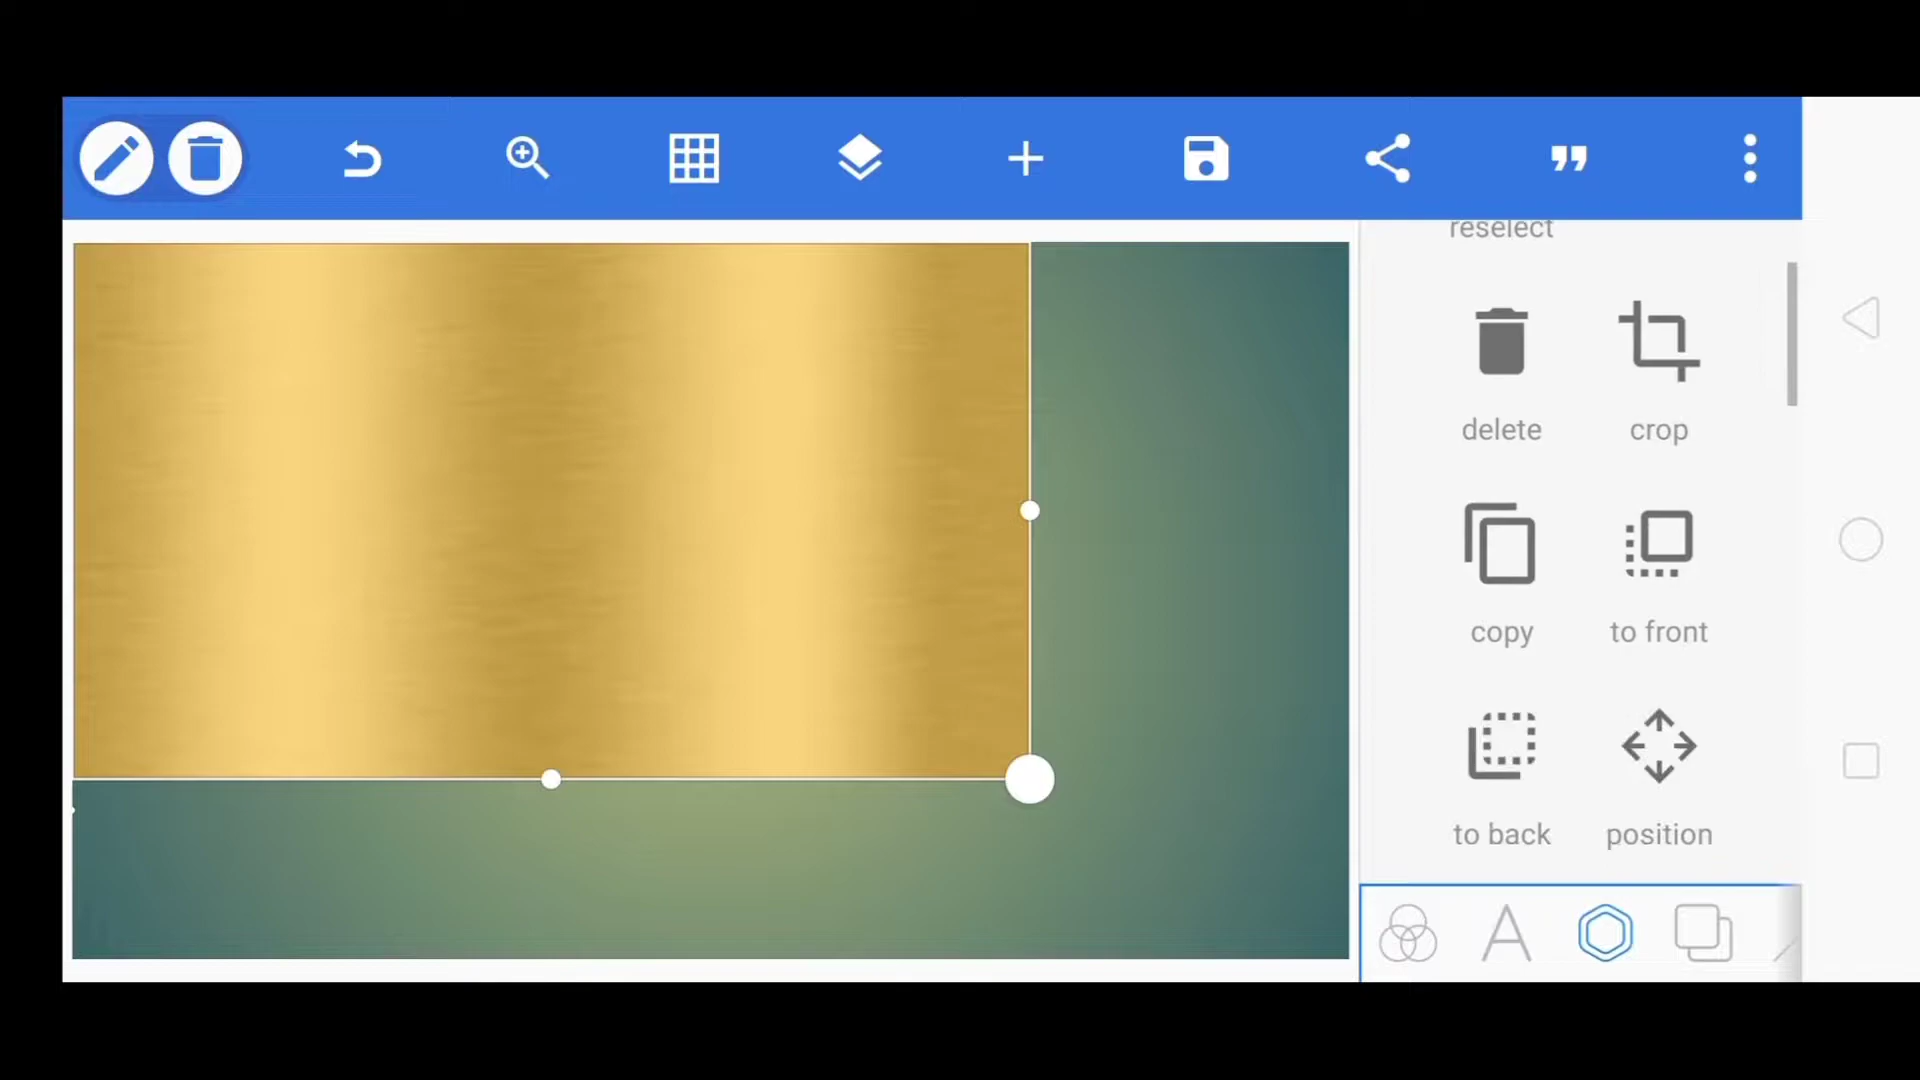 reselect
delete
crop
copy
to front
to back
position